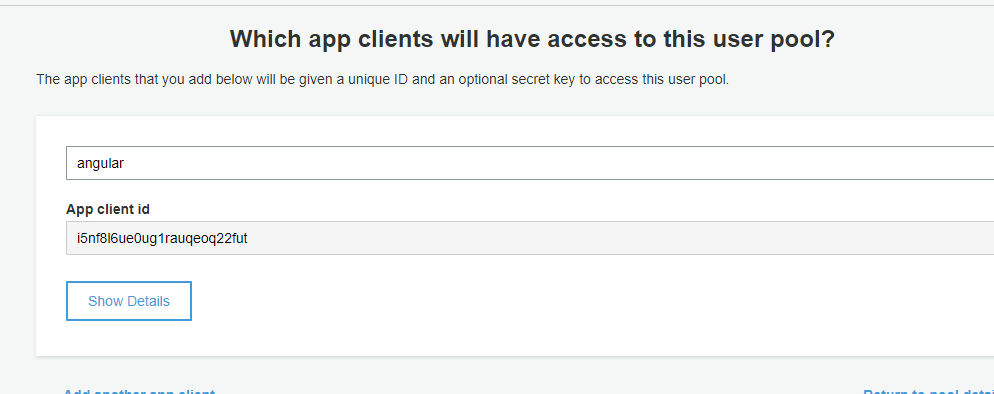 Which app clients will have access to this user pool?
The app clients that you add below will be given a unique ID and an optional secret key to access this user pool.
angular
App client id
i5nf8l6ue0ug1rauqeoq22fut
Show Details
Add another app client
Return to pool detai